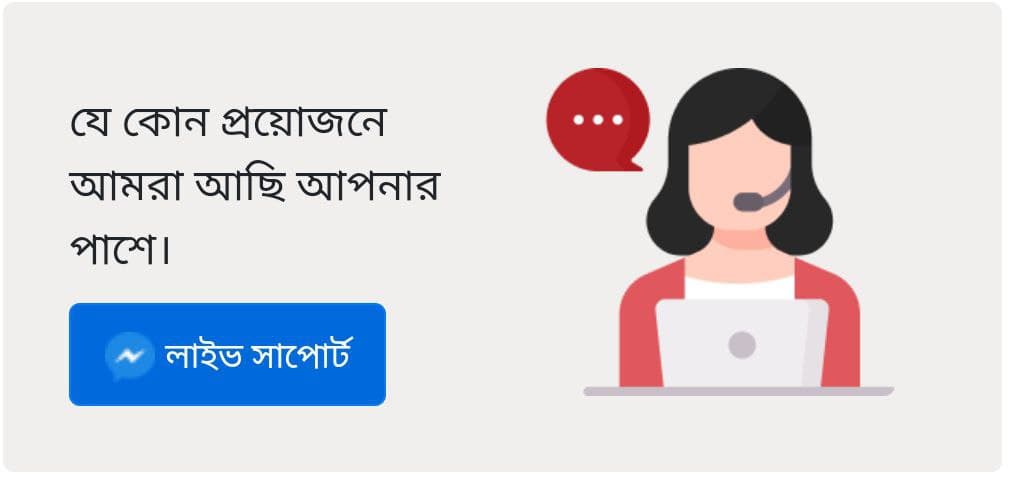 যে কোন প্রয়োজনে
আমরা আছি আপনার
পাশে।
লাইভ সাপোর্ট